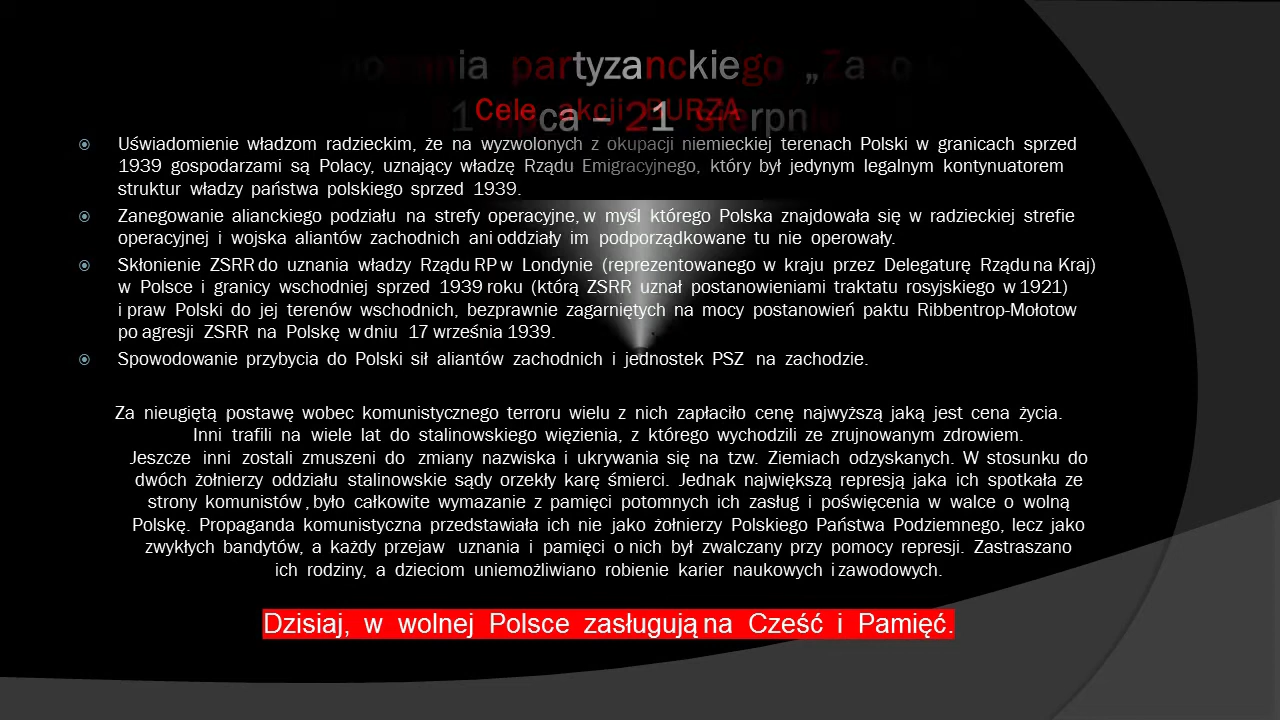 partyzanckiego „Za
Cele akcji BURZA
1 ca – 21 sierpn
Uświadomienie władzom radzieckim, że na wyzwolonych z okupacji niemieckiej terenach Polski w granicach sprzed
1939 gospodarzami są Polacy, uznający władzę Rządu Emigracyjnego, który był jedynym legalnym kontynuatorem
struktur władzy państwa polskiego sprzed 1939.
Zanegowanie alianckiego podziału na strefy operacyjne, w myśl którego Polska znajdowała się w radzieckiej strefie
operacyjnej i wojska aliantów zachodnich ani oddziały im podporządkowane tu nie operowały.
Skłonienie ZSRR do uznania władzy Rządu RP w Londynie (reprezentowanego w kraju przez Delegaturę Rządu na Kraj)
w Polsce i granicy wschodniej sprzed 1939 roku (którą ZSRR uznał postanowieniami traktatu rosyjskiego w 1921)
i praw Polski do jej terenów wschodnich, bezprawnie zagarniętych na mocy postanowień paktu Ribbentrop-Mołotow
po agresji ZSRR na Polskę w dniu 17 września 1939.
Spowodowanie przybycia do Polski sił aliantów zachodnich i jednostek PSZ na zachodzie.
Za nieugiętą postawę wobec komunistycznego terroru wielu z nich zapłaciło cenę najwyższą jaką jest cena życia.
Inni trafili na wiele lat do stalinowskiego więzienia, z którego wychodzili ze zrujnowanym zdrowiem.
Jeszcze inni zostali zmuszeni do zmiany nazwiska i ukrywania się na tzw. Ziemiach odzyskanych. W stosunku do
dwóch żołnierzy oddziału stalinowskie sądy orzekły karę śmierci. Jednak największą represją jaka ich spotkała ze
strony komunistów , było całkowite wymazanie z pamięci potomnych ich zasług i poświęcenia w walce o wolną
Polskę. Propaganda komunistyczna przedstawiała ich nie jako żołnierzy Polskiego Państwa Podziemnego, lecz jako
zwykłych bandytów, a każdy przejaw uznania i pamięci o nich był zwalczany przy pomocy represji. Zastraszano
ich rodziny, a dzieciom uniemożliwiano robienie karier naukowych i zawodowych.
Dzisiaj, w wolnej Polsce zasługują na Cześć i Pamięć.